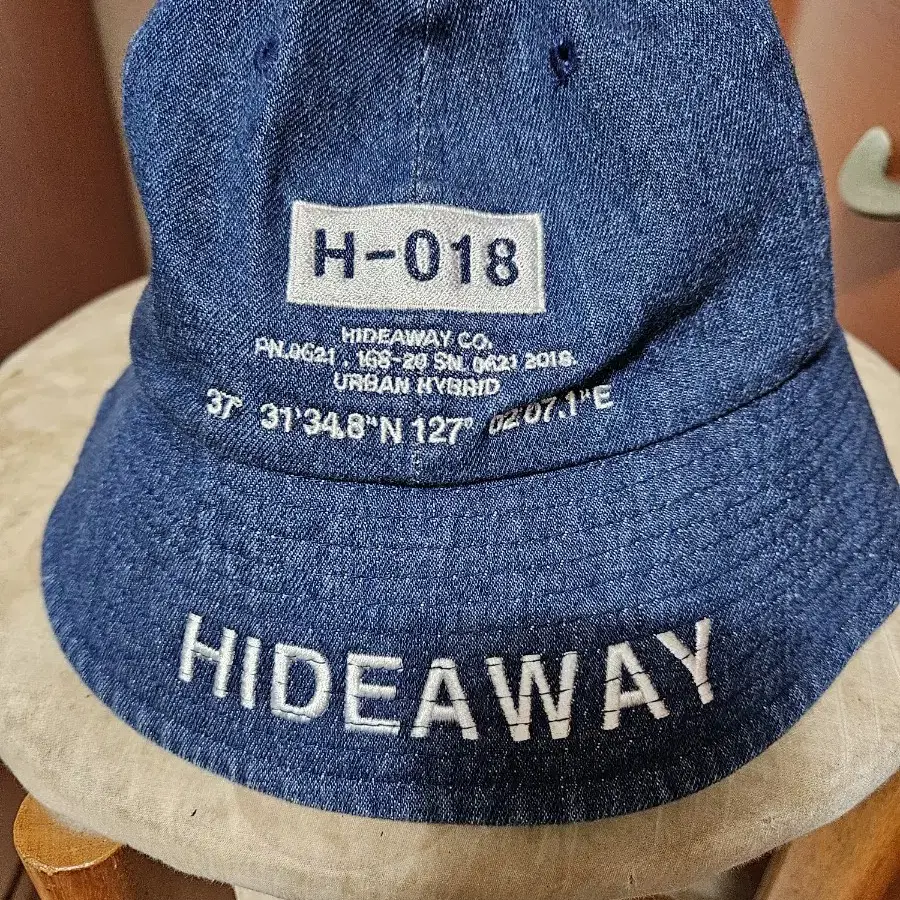 H-018
HIDEAWAY CO.
PN.0621 . 168-20 SN. 0621 2018.
URBAN HYBRID
37° 31'34.8"N 127° 02'07.1"E
HIDEAWAY